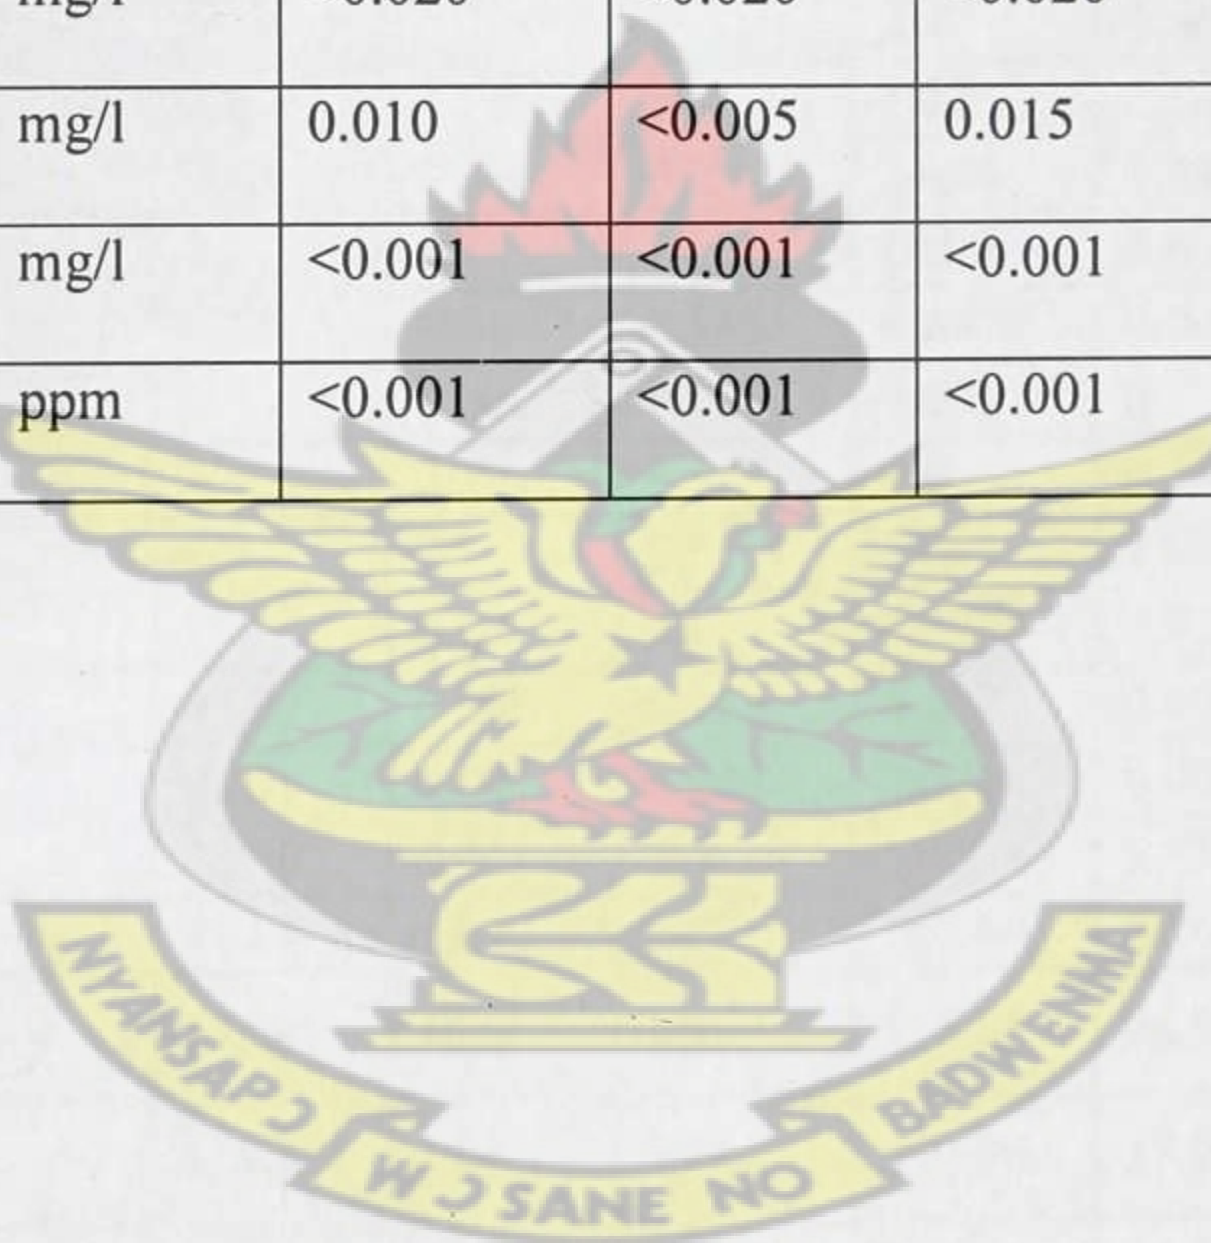 mg/l 0.010 <0.005 0.015
mg/l <0.001 <0.001 <0.001
ppm <0.001 <0.001 <0.001
NYANSAPƆ
WƆSANE NO
BADWENMA